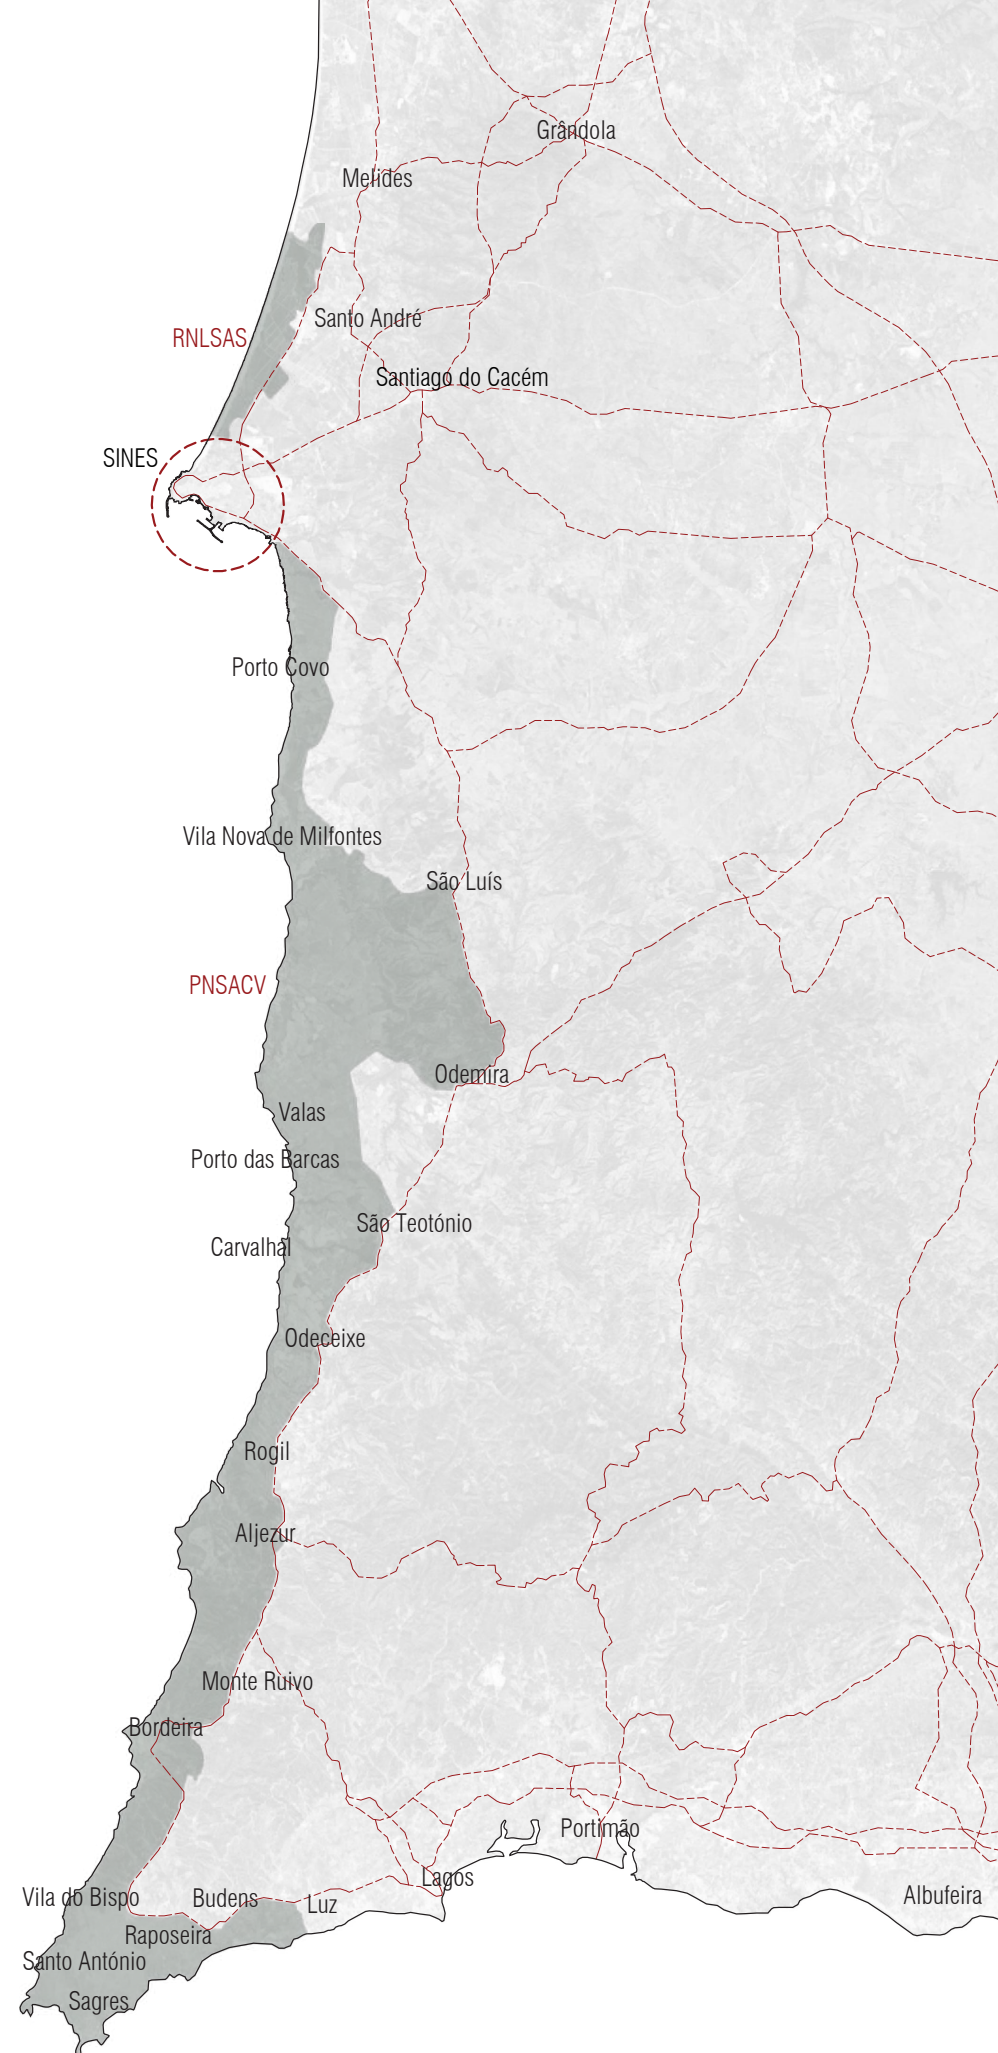 Grândola
Melides
Santo André
RNLSAS
Santiago do Cacém
SINES
Porto Covo
Vila Nova de Milfontes
São Luís
PNSACV
Odemira
Valas
Porto das Barcas
São Teotónio
Carvalhal
Odeceixe
Rogil
Aljezur
Monte Ruivo
Bordeira
Portimão
Lagos
Vila do Bispo
Budens
Luz
Albufeira
Raposeira
Santo António
Sagres